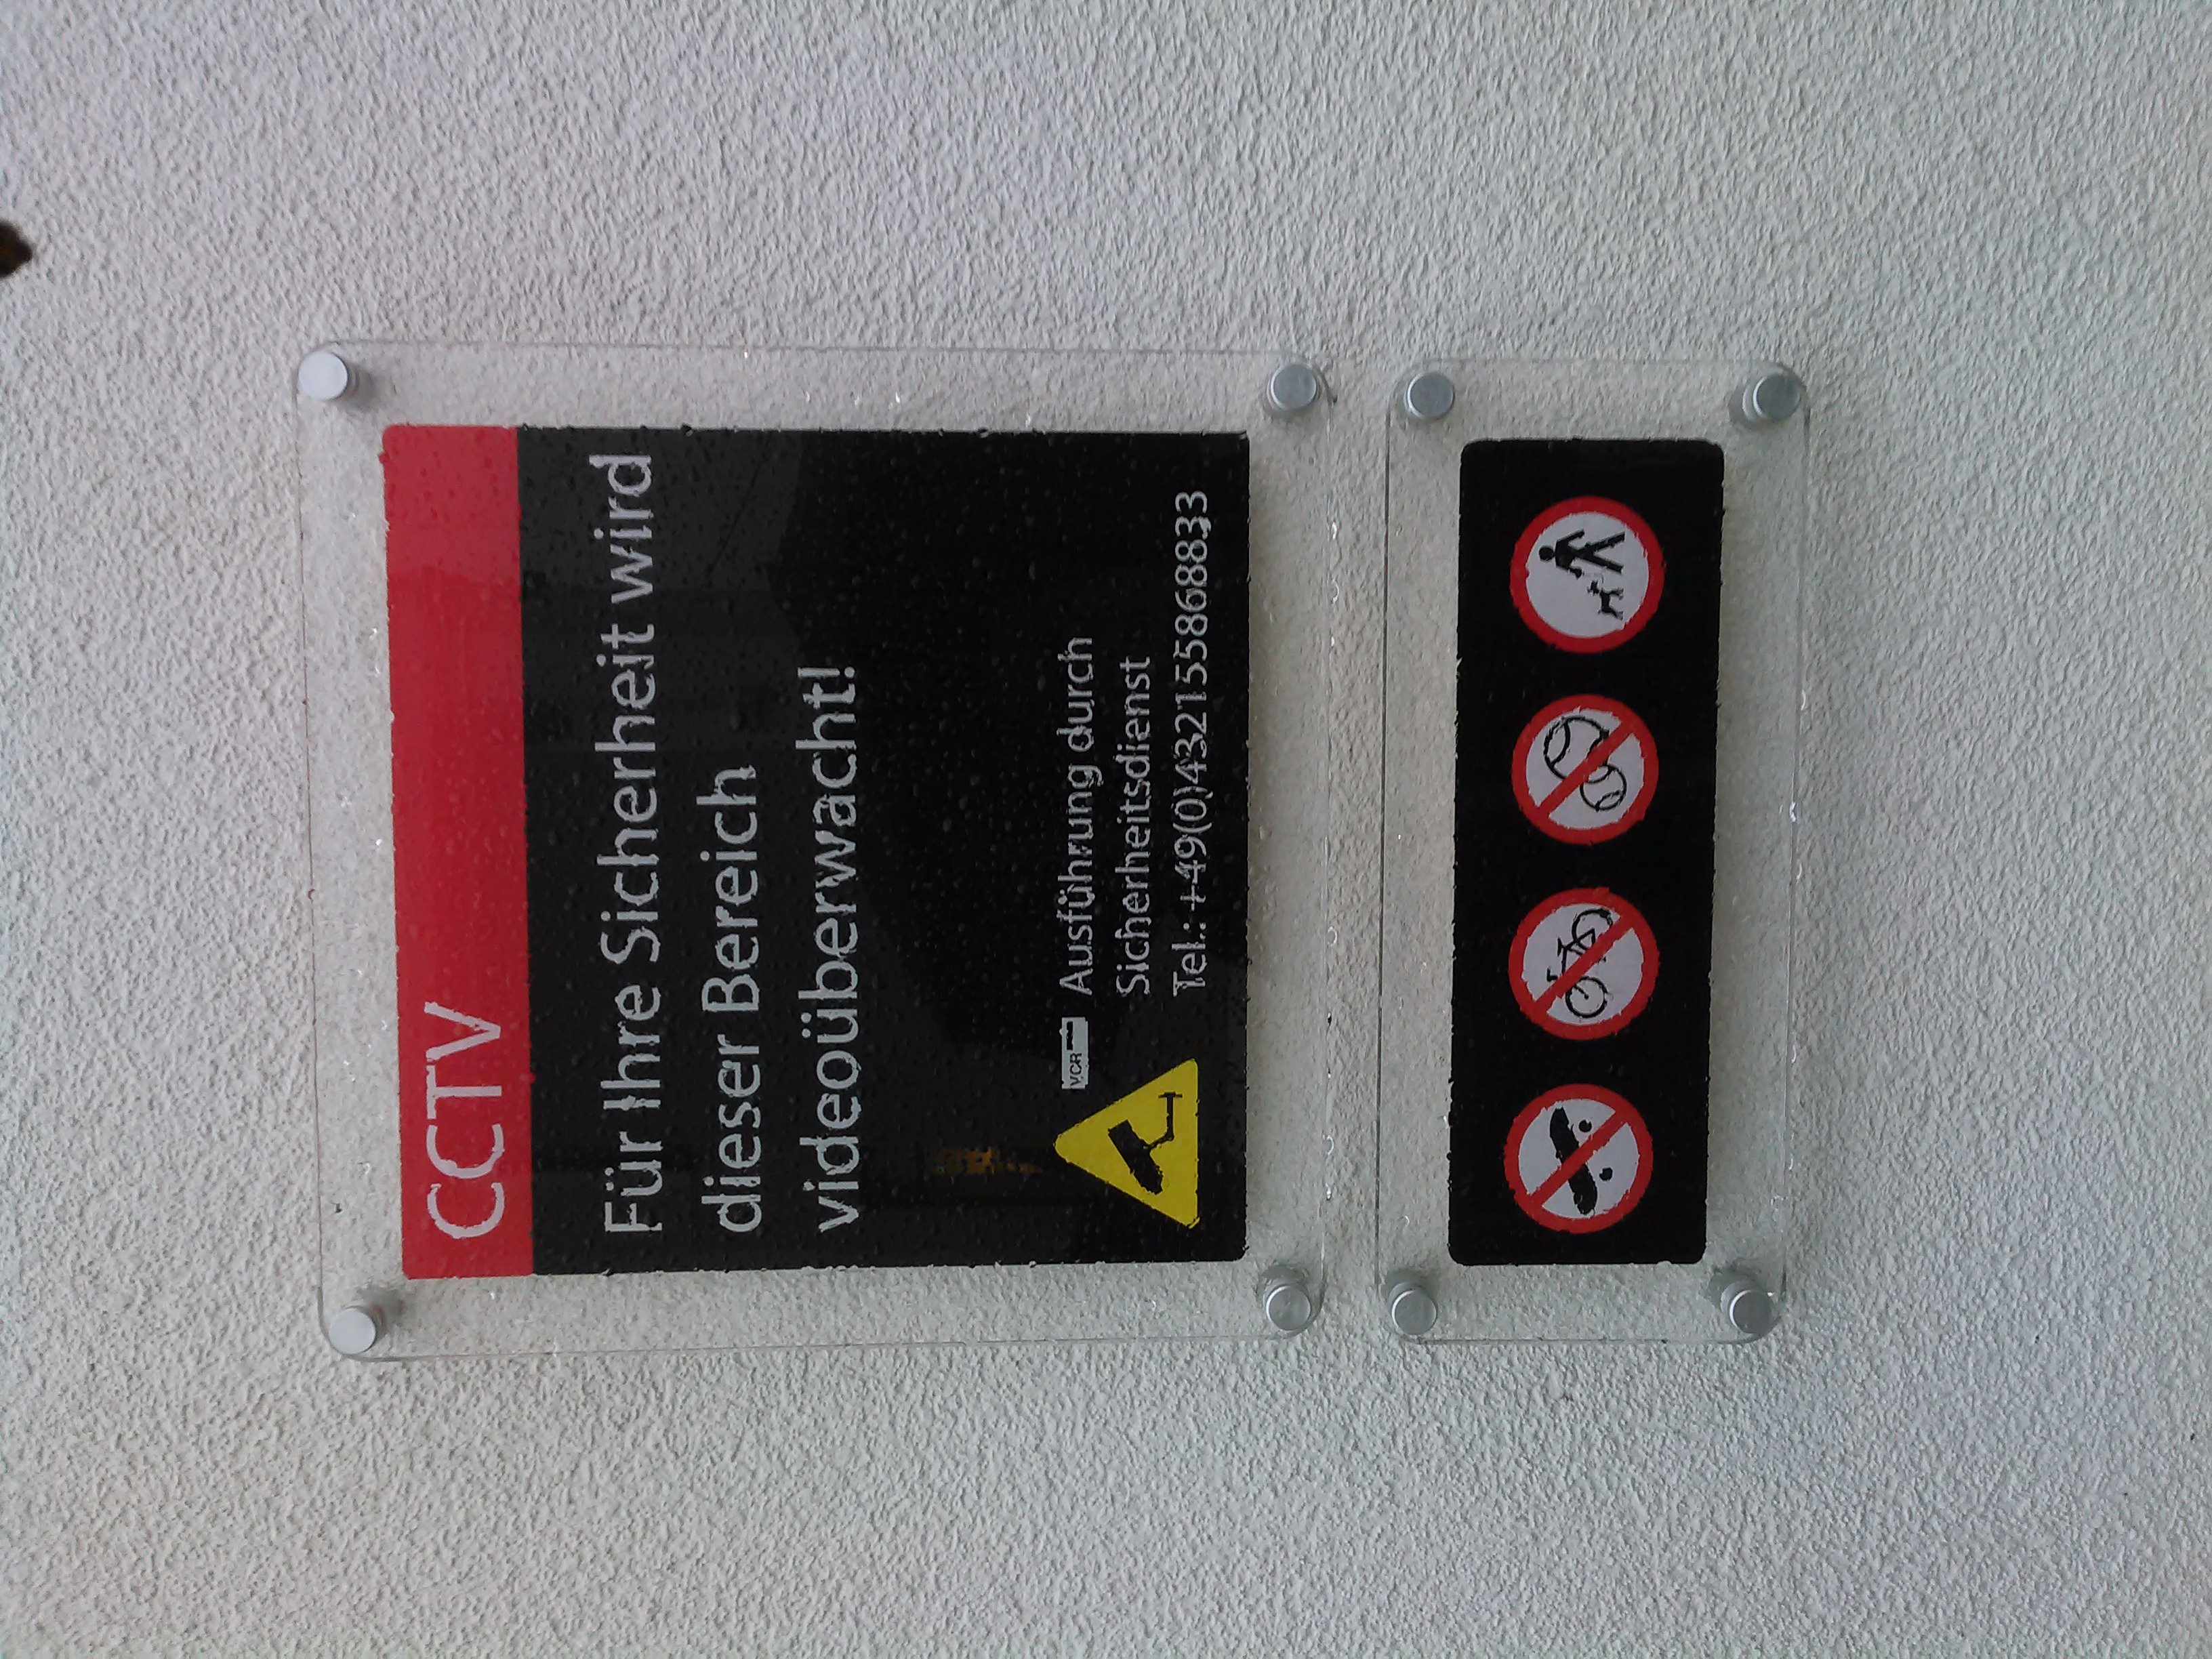 CCTV
Für Ihre Sicherheit wird
dieser Bereich
videoüberwacht!
VCR Ausführung durch
Sicherheitsdienst
Tel.: +49(0)432155868833